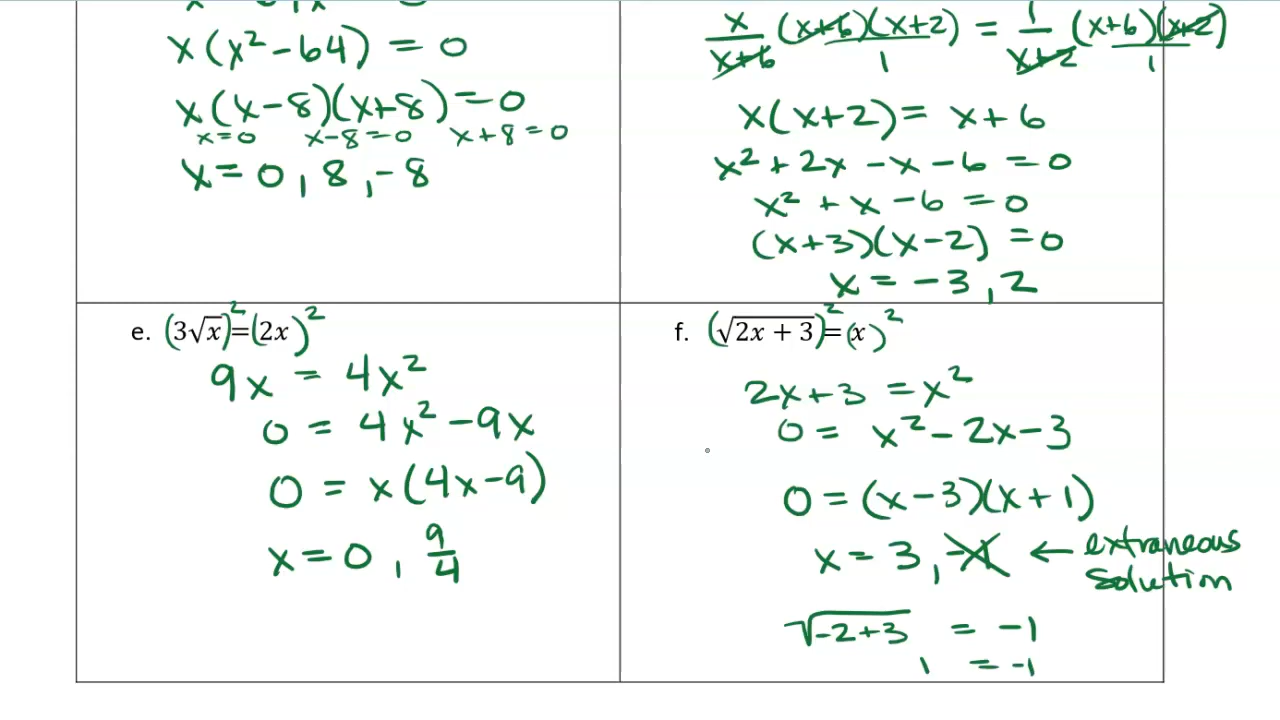 x(x² - 64) = 0
x(x-8)(x+8) = 0
x=0 x-8=0 x+8=0
x = 0, 8, -8
x/(x+6) (x+6)(x+2)/1 = 1/(x+2) (x+6)(x+2)/1
x(x+2) = x+6
x² + 2x - x - 6 = 0
x² + x - 6 = 0
(x+3)(x-2) = 0
x = -3, 2
e. (3√x)² = (2x)²
9x = 4x²
0 = 4x² - 9x
0 = x(4x-9)
x = 0, 9/4
f. (√(2x + 3))² = (x)²
2x+3 = x²
0 = x² - 2x - 3
0 = (x-3)(x+1)
x = 3, -1 ← extraneous
solution
√(-2+3) = -1
1 = -1